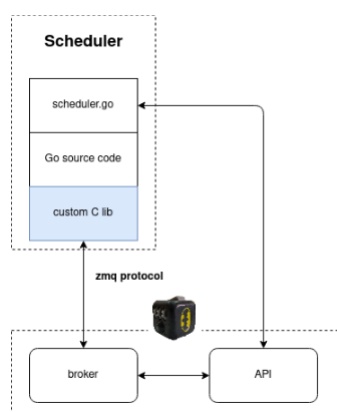 Scheduler
scheduler.go
Go source code
custom C lib
zmq protocol
broker
API